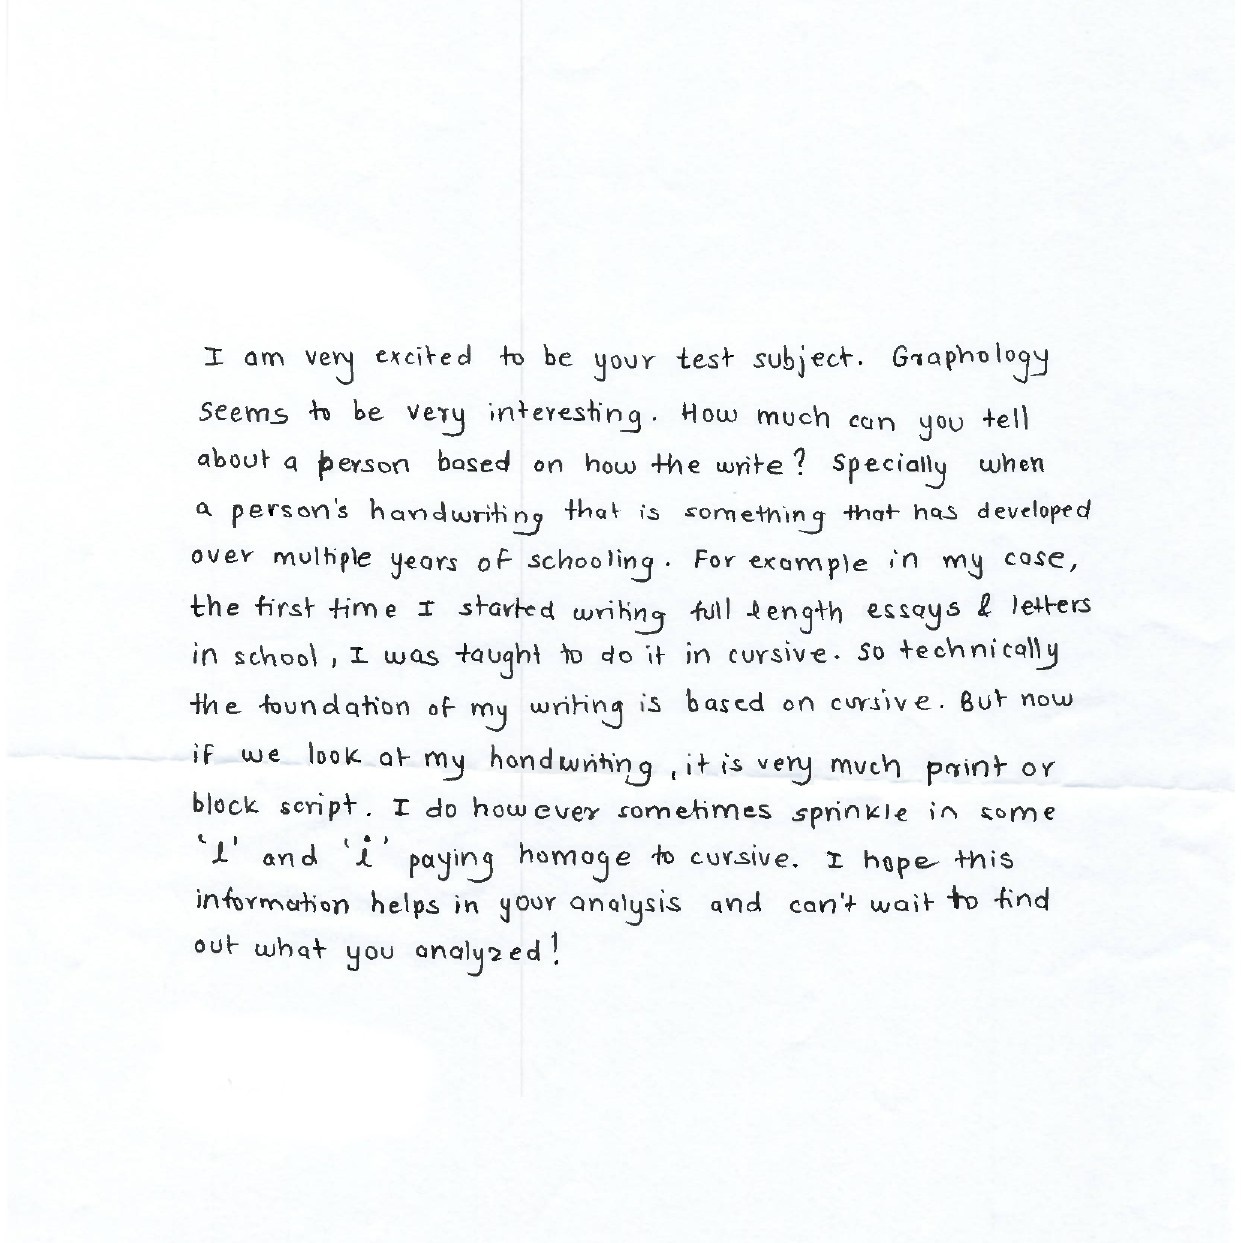 I am very excited to be your test subject. Graphology
seems to be very interesting. How much can you tell
about a person based on how the write? Specially when
a person's handwriting that is something that has developed
over multiple years of schooling. For example in my case,
the first time I started writing full length essays & letters
in school, I was taught to do it in cursive. So technically
the foundation of my writing is based on cursive. But now
if we look at my handwriting, it is very much print or
block script. I do however sometimes sprinkle in some
'l' and 'i' paying homage to cursive. I hope this
information helps in your analysis and can't wait to find
out what you analyzed!